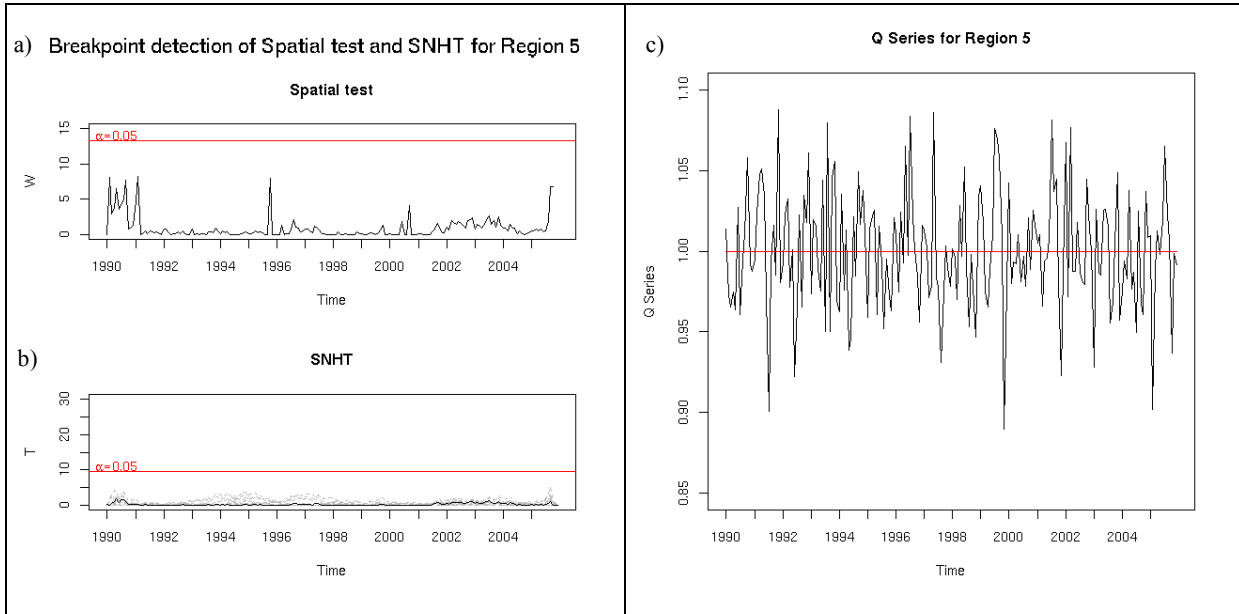 a) Breakpoint detection of Spatial test and SNHT for Region 5
Spatial test
α=0.05
15
10
5
0
W
1990 1992 1994 1996 1998 2000 2002 2004
Time
b)
SNHT
α=0.05
30
20
10
0
T
1990 1992 1994 1996 1998 2000 2002 2004
Time
c)
Q Series for Region 5
1.10
1.05
1.00
0.95
0.90
0.85
Q Series
1990 1992 1994 1996 1998 2000 2002 2004
Time